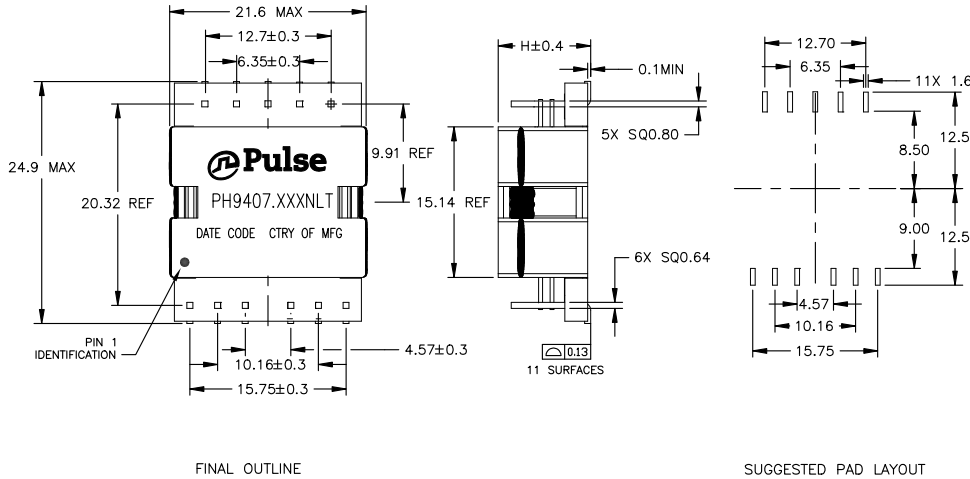 21.6 MAX
12.7±0.3
6.35±0.3
24.9 MAX
20.32 REF
9.91 REF
Pulse
PH9407.XXXNLT
DATE CODE CTRY OF MFG
PIN 1
IDENTIFICATION
4.57±0.3
10.16±0.3
15.75±0.3
FINAL OUTLINE
H±0.4
0.1MIN
5X SQ0.80
15.14 REF
6X SQ0.64
0.13
11 SURFACES
12.70
6.35
11X 1.6
12.5
8.50
9.00
12.5
4.57
10.16
15.75
SUGGESTED PAD LAYOUT